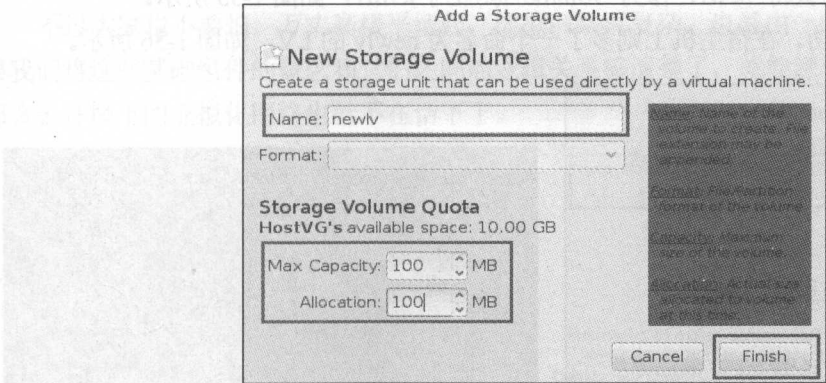 Add a Storage Volume
New Storage Volume
Create a storage unit that can be used directly by a virtual machine.
Name: newlv
Format:
Name: Name of the
volume to create. File
extension may be
appended
Format: File/Partition
format of the volume
Capacity: Maximum
size of the volume.
Allocation: Actual size
allocated to volume
at this time.
Storage Volume Quota
HostVG's available space: 10.00 GB
Max Capacity: 100 MB
Allocation: 100 MB
Cancel
Finish